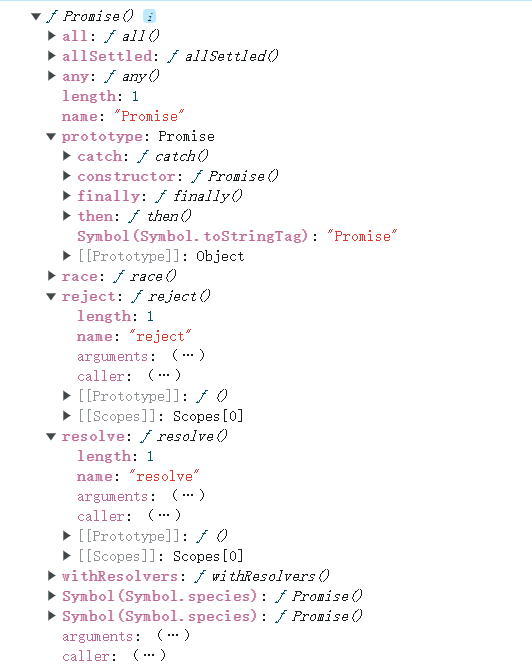 ƒ Promise() i
all: ƒ all()
allSettled: ƒ allSettled()
any: ƒ any()
length: 1
name: "Promise"
prototype: Promise
catch: ƒ catch()
constructor: ƒ Promise()
finally: ƒ finally()
then: ƒ then()
Symbol(Symbol.toStringTag): "Promise"
[[Prototype]]: Object
race: ƒ race()
reject: ƒ reject()
length: 1
name: "reject"
arguments: (…)
caller: (…)
[[Prototype]]: ƒ ()
[[Scopes]]: Scopes[0]
resolve: ƒ resolve()
length: 1
name: "resolve"
arguments: (…)
caller: (…)
[[Prototype]]: ƒ ()
[[Scopes]]: Scopes[0]
withResolvers: ƒ withResolvers()
Symbol(Symbol.species): ƒ Promise()
Symbol(Symbol.species): ƒ Promise()
arguments: (…)
caller: (…)